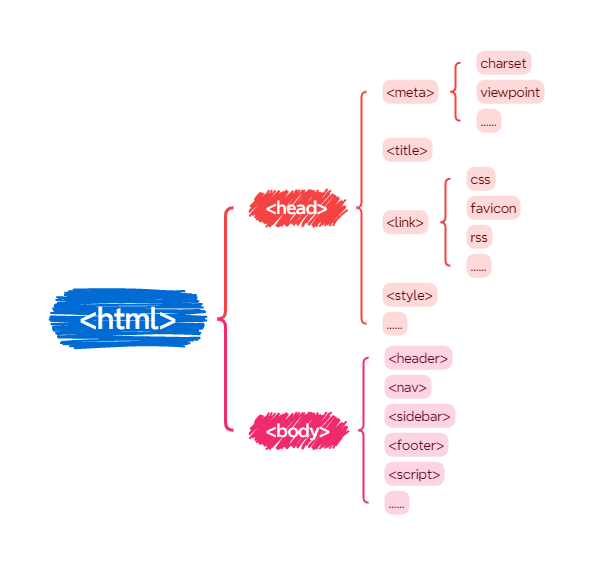 <html>
<head>
<meta>
charset
viewpoint
......
<title>
<link>
css
favicon
rss
......
<style>
......
<body>
<header>
<nav>
<sidebar>
<footer>
<script>
......